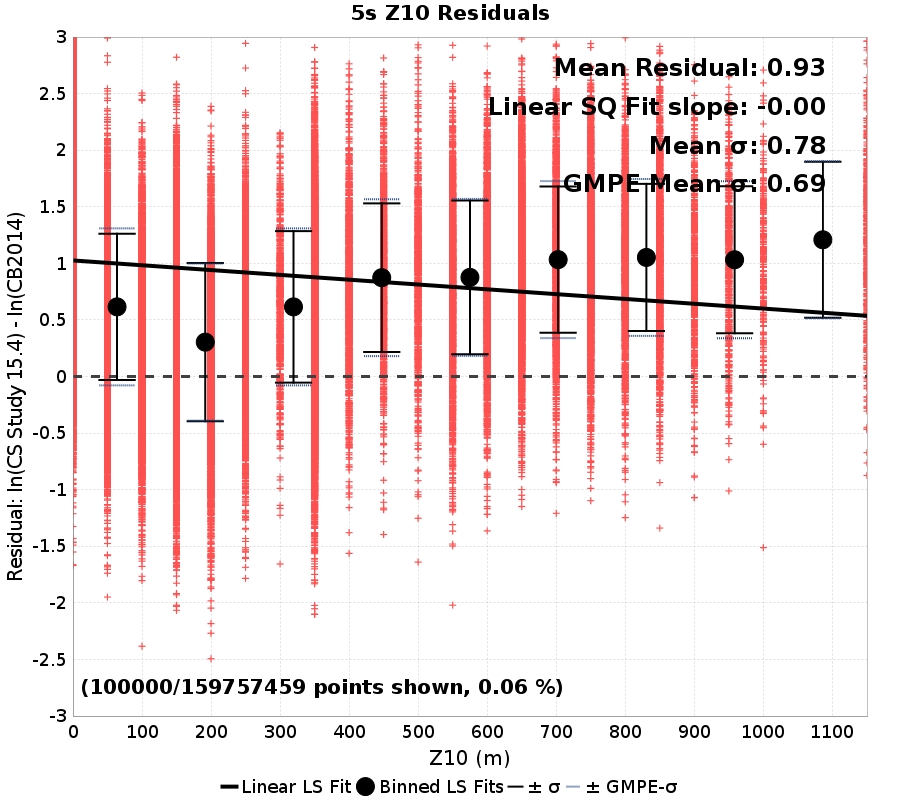 5s Z10 Residuals
Mean Residual: 0.93
Linear SQ Fit slope: -0.00
Mean σ: 0.78
GMPE Mean σ: 0.69
3
2.5
2
1.5
1
0.5
0
-0.5
-1
-1.5
-2
-2.5
-3
Residual: ln(CS Study 15.4) - ln(CB2014)
(100000/159757459 points shown, 0.06 %)
0 100 200 300 400 500 600 700 800 900 1000 1100
Z10 (m)
Linear LS Fit Binned LS Fits ± σ ± GMPE-σ